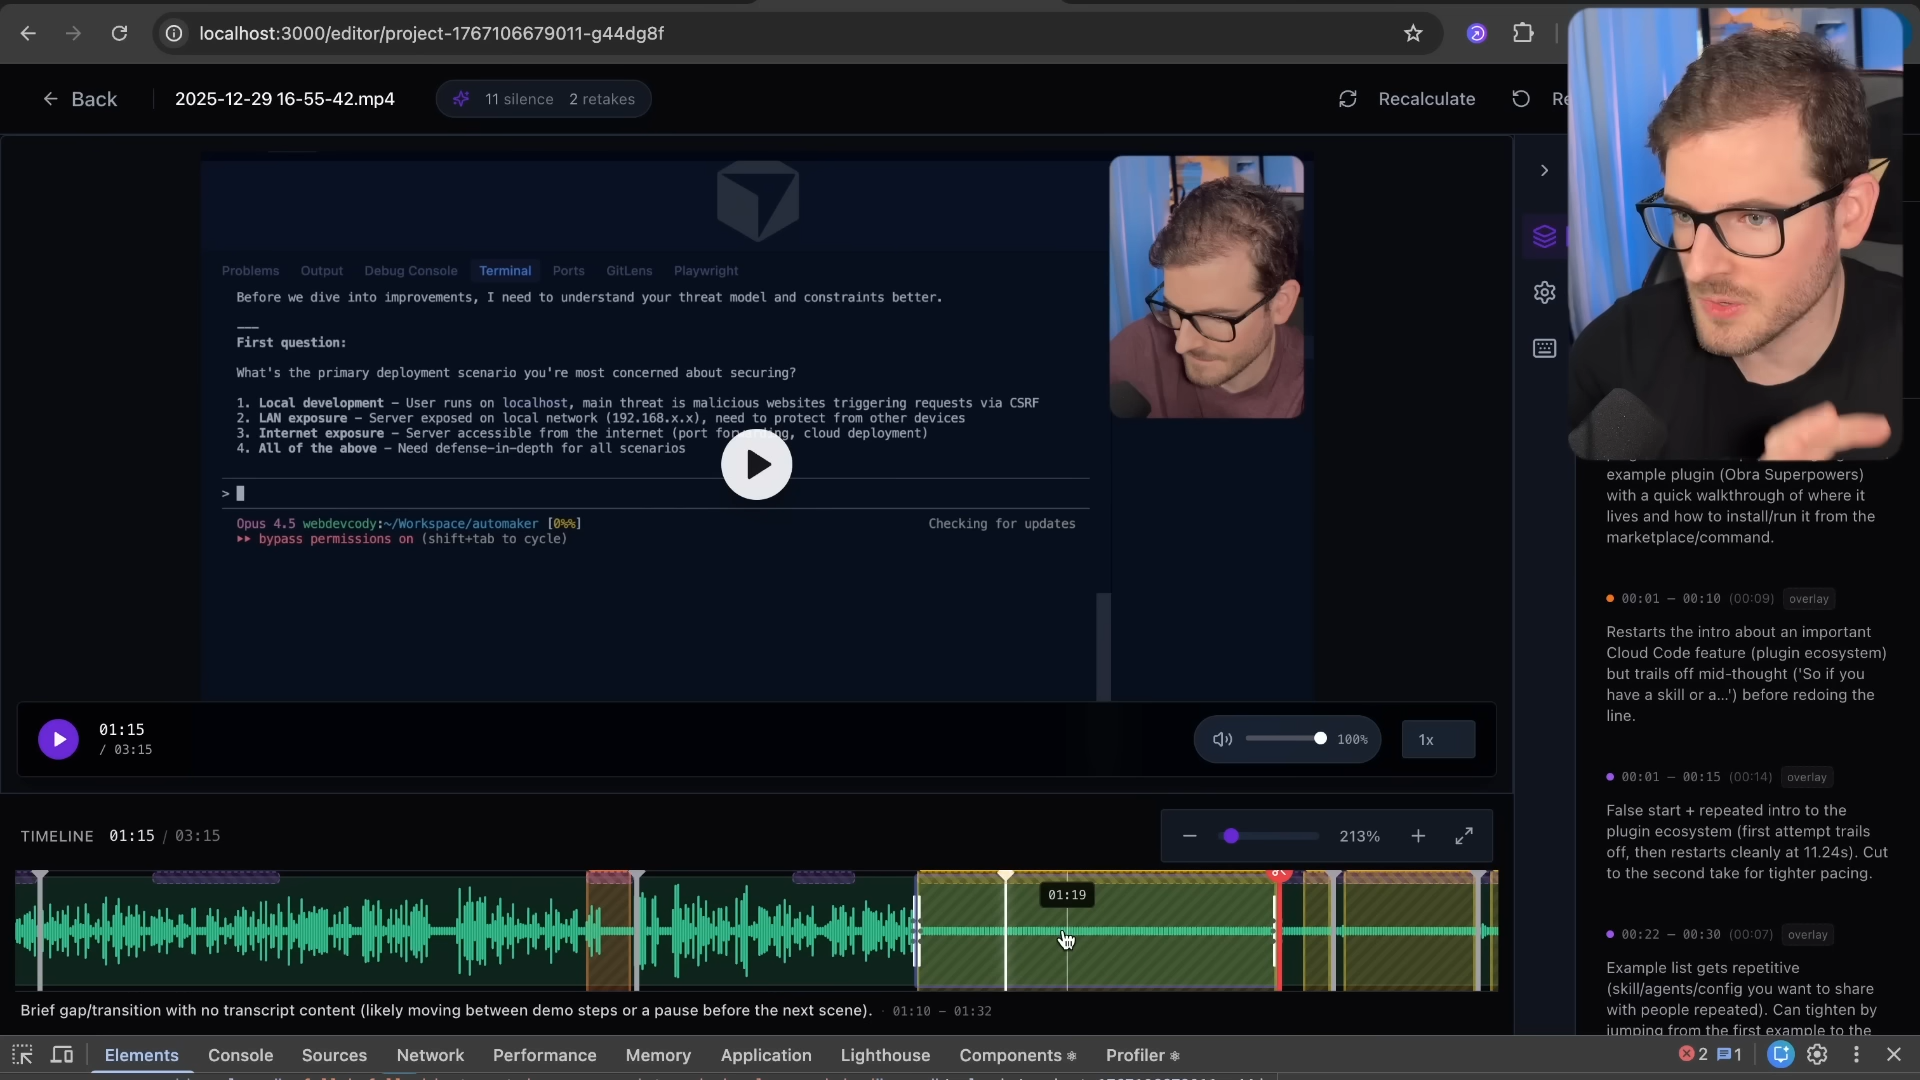 localhost:3000/editor/project-1767106679011-g44dg8f
Back
2025-12-29 16-55-42.mp4
11 silence 2 retakes
Recalculate
Re
Problems Output Debug Console Terminal Ports GitLens Playwright
Before we dive into improvements, I need to understand your threat model and constraints better.
First question:
What's the primary deployment scenario you're most concerned about securing?
1. Local development – User runs on localhost, main threat is malicious websites triggering requests via CSRF
2. LAN exposure – Server exposed on local network (192.168.x.x), need to protect from other devices
3. Internet exposure – Server accessible from the internet (port forwarding, cloud deployment)
4. All of the above – Need defense-in-depth for all scenarios
>
Opus 4.5 webdevcody:~/Workspace/automaker [0%%] Checking for updates
▸▸ bypass permissions on (shift+tab to cycle)
01:15
/ 03:15
100%
1x
TIMELINE 01:15 / 03:15
213%
01:19
Brief gap/transition with no transcript content (likely moving between demo steps or a pause before the next scene). · 01:10 – 01:32
example plugin (Obra Superpowers)
with a quick walkthrough of where it
lives and how to install/run it from the
marketplace/command.
00:01 – 00:10 (00:09) overlay
Restarts the intro about an important
Cloud Code feature (plugin ecosystem)
but trails off mid-thought ('So if you
have a skill or a...') before redoing the
line.
00:01 – 00:15 (00:14) overlay
False start + repeated intro to the
plugin ecosystem (first attempt trails
off, then restarts cleanly at 11.24s). Cut
to the second take for tighter pacing.
00:22 – 00:30 (00:07) overlay
Example list gets repetitive
(skill/agents/config you want to share
with people repeated). Can tighten by
jumping from the first example to the
Elements Console Sources Network Performance Memory Application Lighthouse Components Profiler
2 1